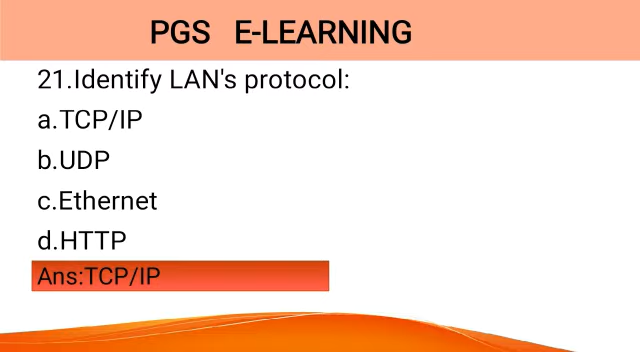 PGS E-LEARNING
21.Identify LAN's protocol:
a.TCP/IP
b.UDP
c.Ethernet
d.HTTP
Ans:TCP/IP